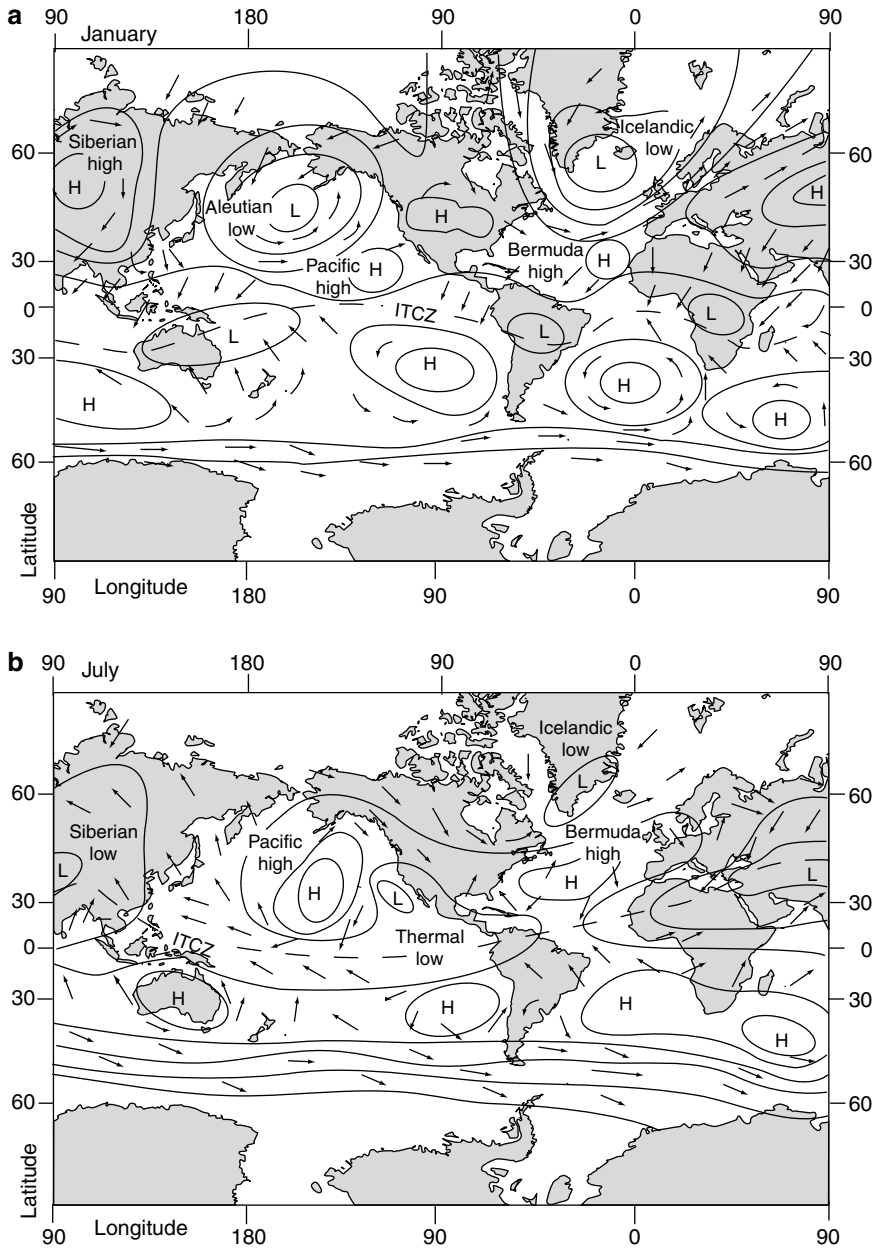 a
90 180 90 0 90
January
Siberian
high
Icelandic
low
60 60
H L H
Aleutian
low
L H
Bermuda
high
H
30 30
Pacific
high
H
0 0
ITCZ
L L L
30 30
H H
H H
60 60
Latitude
Longitude
90 180 90 0 90
b
90 180 90 0 90
July
Icelandic
low
L
60 60
Siberian
low
Pacific
high
Bermuda
high
L H L H L
30 30
Thermal
low
ITCZ
0 0
H H H
30 30
H
60 60
Latitude
Longitude
90 180 90 0 90